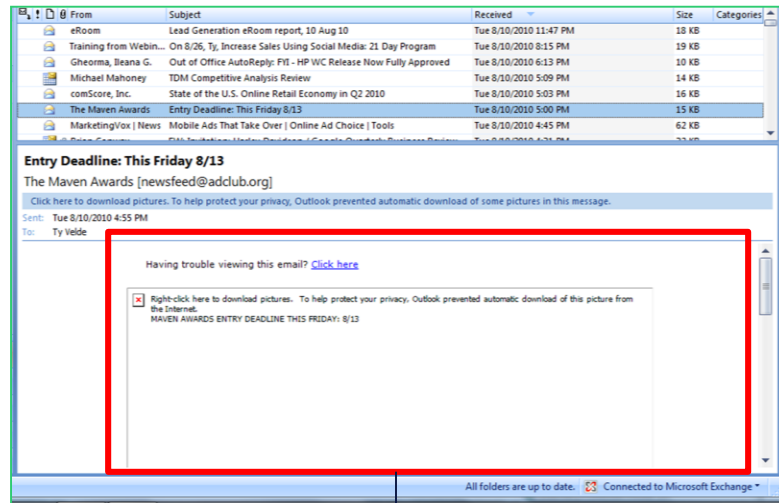 From Subject Received Size Categories
eRoom Lead Generation eRoom report, 10 Aug 10 Tue 8/10/2010 11:47 PM 18 KB
Training from Webin... On 8/26, Ty, Increase Sales Using Social Media: 21 Day Program Tue 8/10/2010 8:15 PM 19 KB
Gheorma, Ileana G. Out of Office AutoReply: FYI - HP WC Release Now Fully Approved Tue 8/10/2010 6:13 PM 10 KB
Michael Mahoney TDM Competitive Analysis Review Tue 8/10/2010 5:09 PM 14 KB
comScore, Inc. State of the U.S. Online Retail Economy in Q2 2010 Tue 8/10/2010 5:03 PM 16 KB
The Maven Awards Entry Deadline: This Friday 8/13 Tue 8/10/2010 5:00 PM 15 KB
MarketingVox | News Mobile Ads That Take Over | Online Ad Choice | Tools Tue 8/10/2010 4:45 PM 62 KB
Entry Deadline: This Friday 8/13
The Maven Awards [newsfeed@adclub.org]
Click here to download pictures. To help protect your privacy, Outlook prevented automatic download of some pictures in this message.
Sent: Tue 8/10/2010 4:55 PM
To: Ty Velde
Having trouble viewing this email? Click here
Right-click here to download pictures. To help protect your privacy, Outlook prevented automatic download of this picture from
the Internet.
MAVEN AWARDS ENTRY DEADLINE THIS FRIDAY: 8/13
All folders are up to date. Connected to Microsoft Exchange